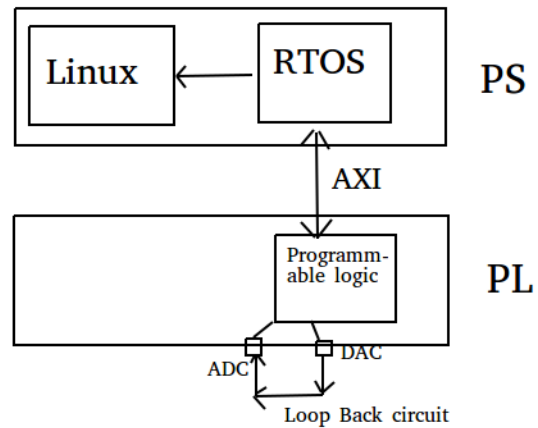 Linux
RTOS
PS
AXI
Programm-
able logic
PL
ADC
DAC
Loop Back circuit